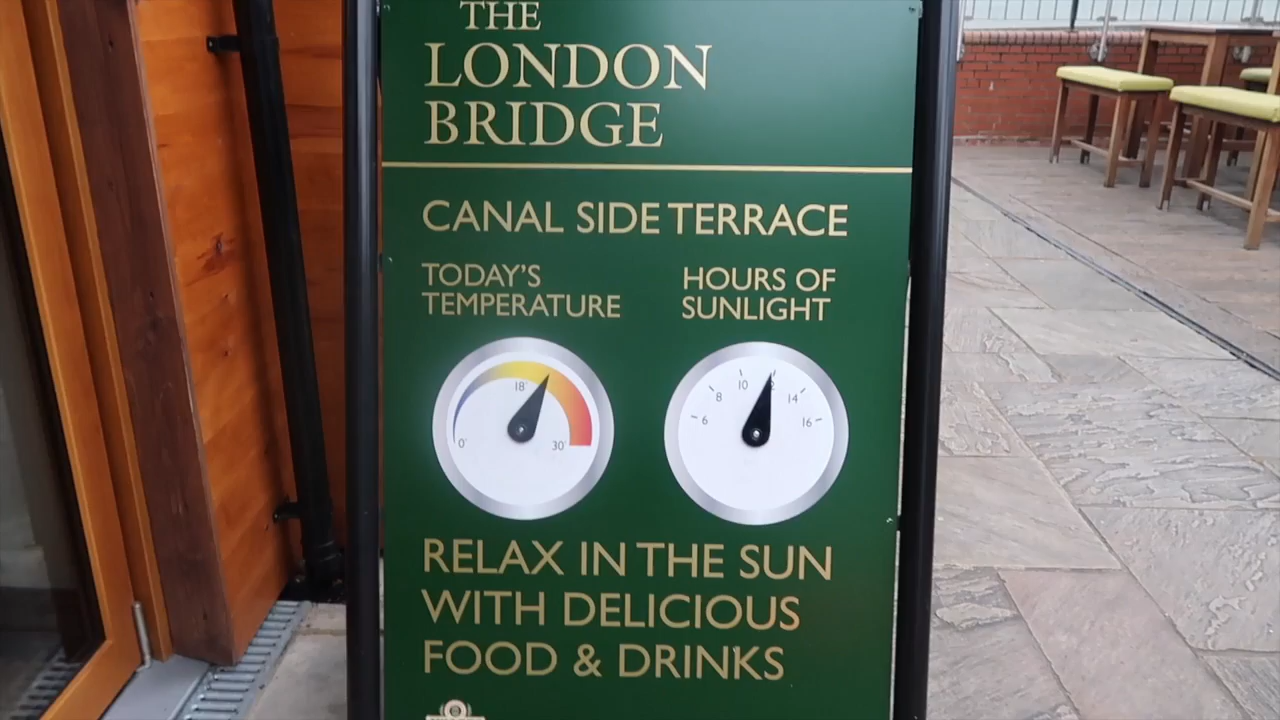 THE
LONDON
BRIDGE
CANAL SIDE TERRACE
TODAY'S
TEMPERATURE
HOURS OF
SUNLIGHT
18°
0°
30°
10
8
14
6
16
RELAX IN THE SUN
WITH DELICIOUS
FOOD & DRINKS